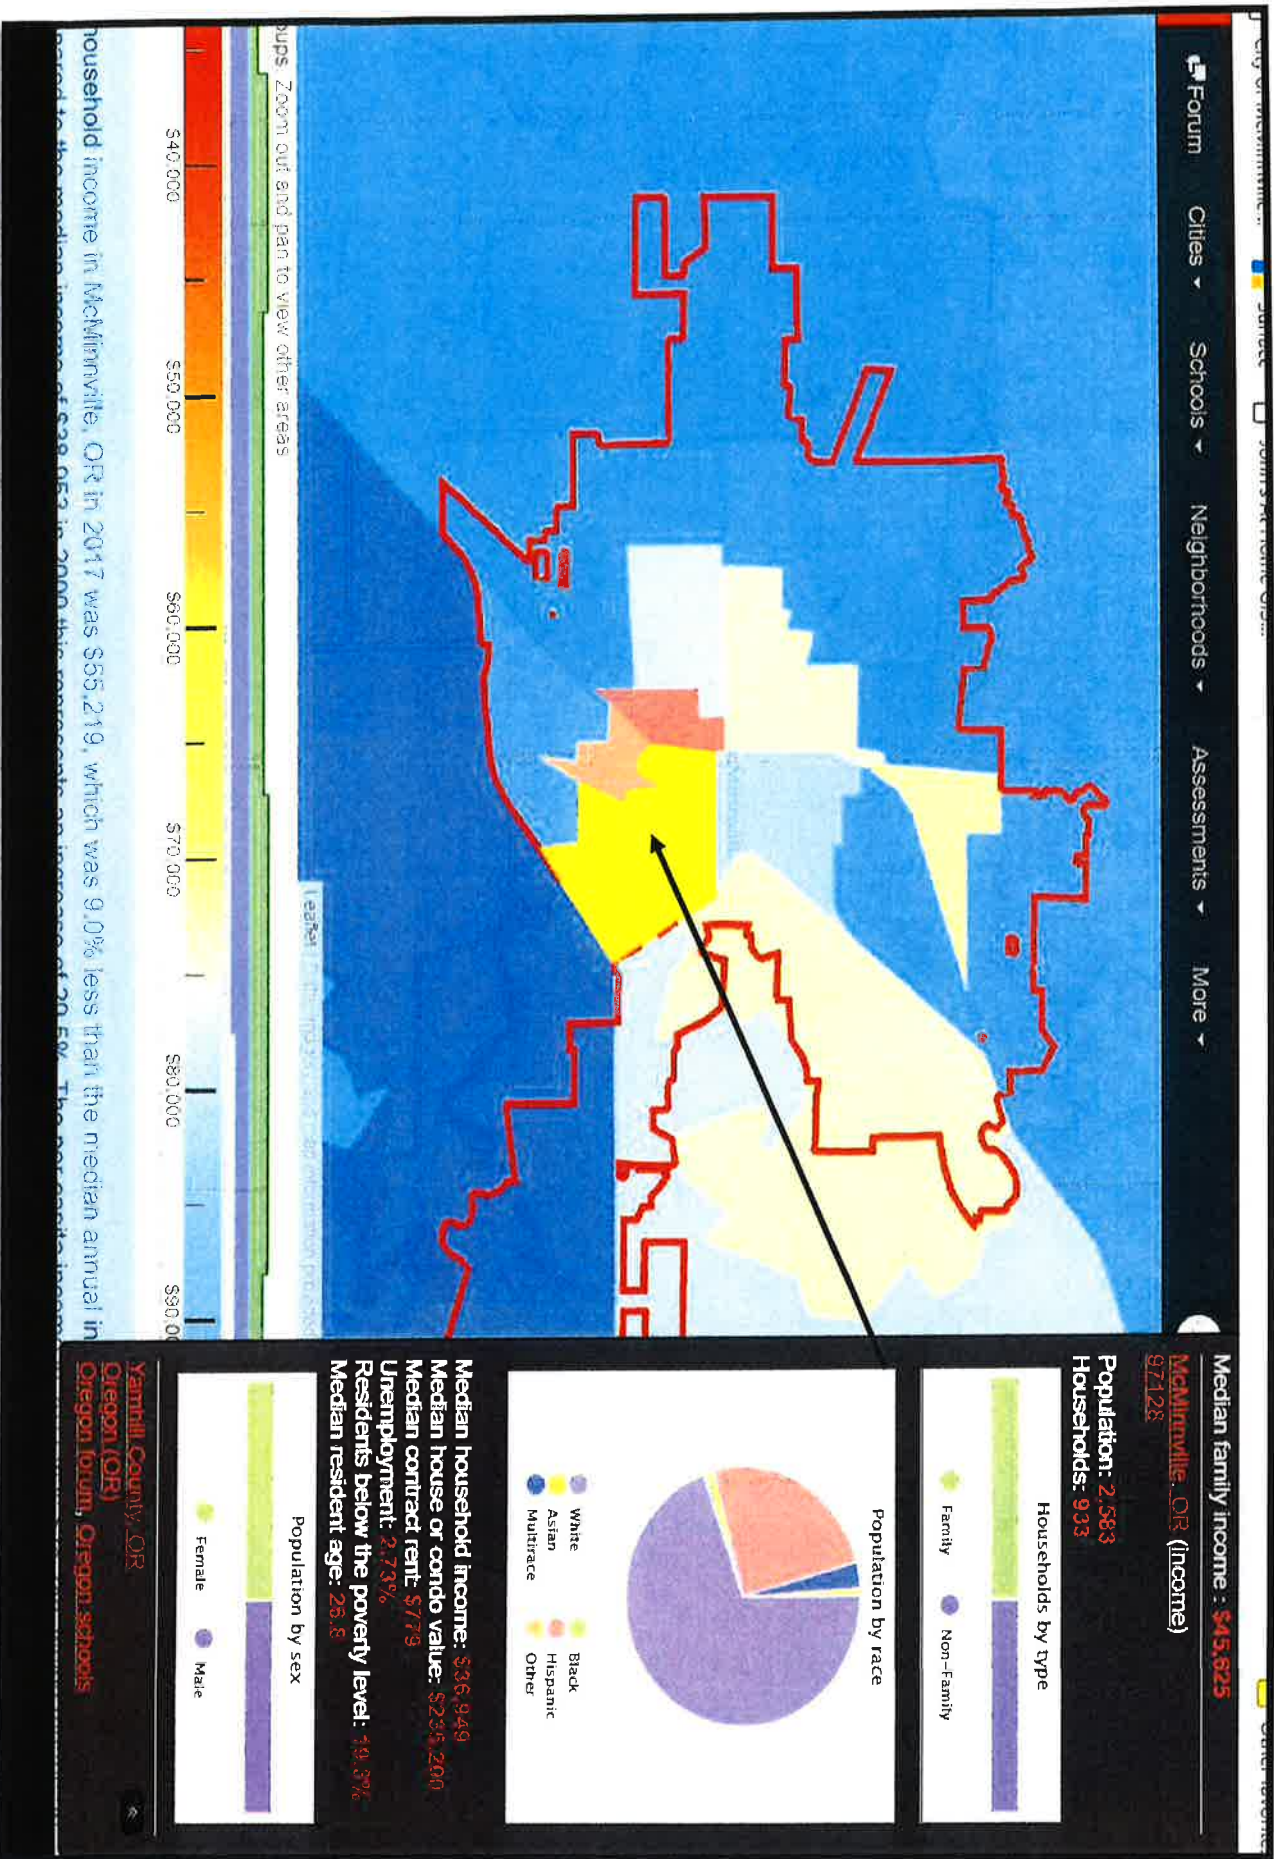 Forum Cities Schools Neighborhoods Assessments More
oups. Zoom out and pan to view other areas
Leaflet
$40,000 $50,000 $60,000 $70,000 $80,000 $90,00
household income in McMinnville, OR in 2017 was $55,219, which was 9.0% less than the median annual in
Median family income : $45,625
McMinnville, OR (income)
97128
Population: 2,583
Households: 933
Households by type
Family Non-Family
Population by race
White Black
Asian Hispanic
Multirace Other
Median household income: $36,949
Median house or condo value: $235,200
Median contract rent: $779
Unemployment: 2.73%
Residents below the poverty level: 19.3%
Median resident age: 26.8
Population by sex
Female Male
Yamhill County, OR
Oregon (OR)
Oregon forum, Oregon schools